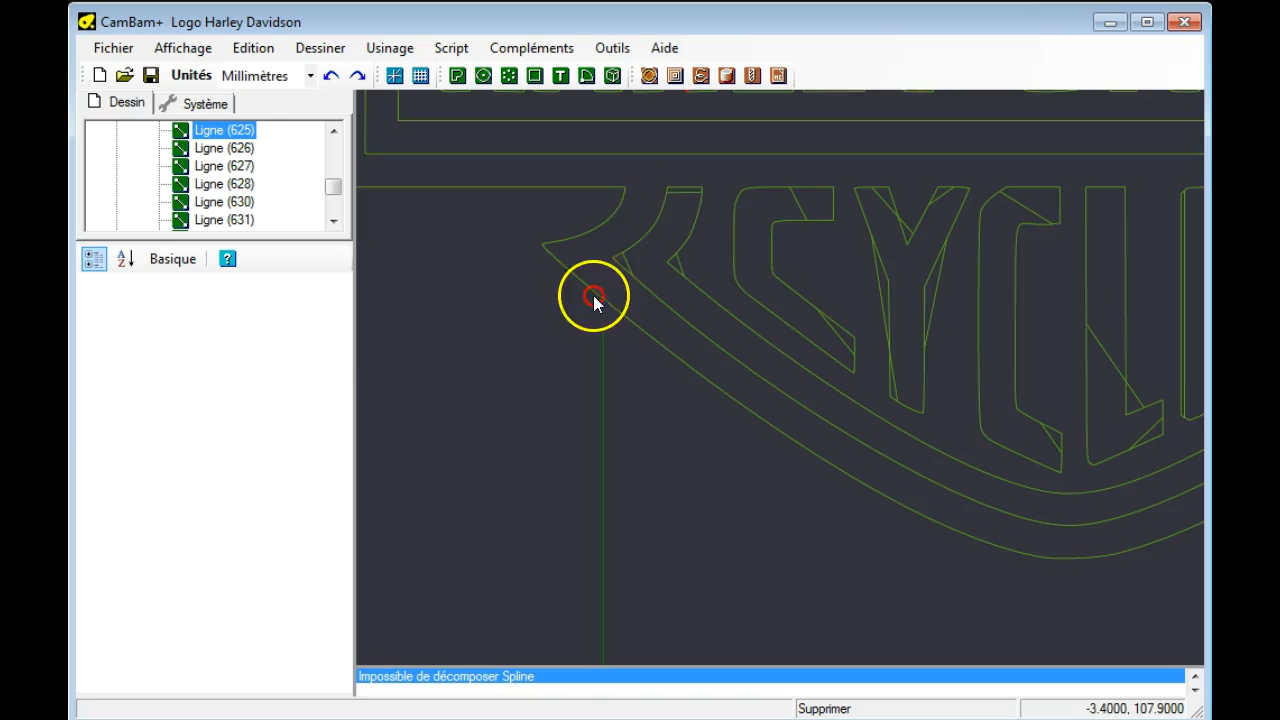 CamBam+ Logo Harley Davidson
Fichier Affichage Edition Dessiner Usinage Script Compléments Outils Aide
Unités Millimètres
Dessin Système
Ligne (625)
Ligne (626)
Ligne (627)
Ligne (628)
Ligne (630)
Ligne (631)
Basique
CYCL
Impossible de décomposer Spline
Supprimer -3.4000, 107.9000